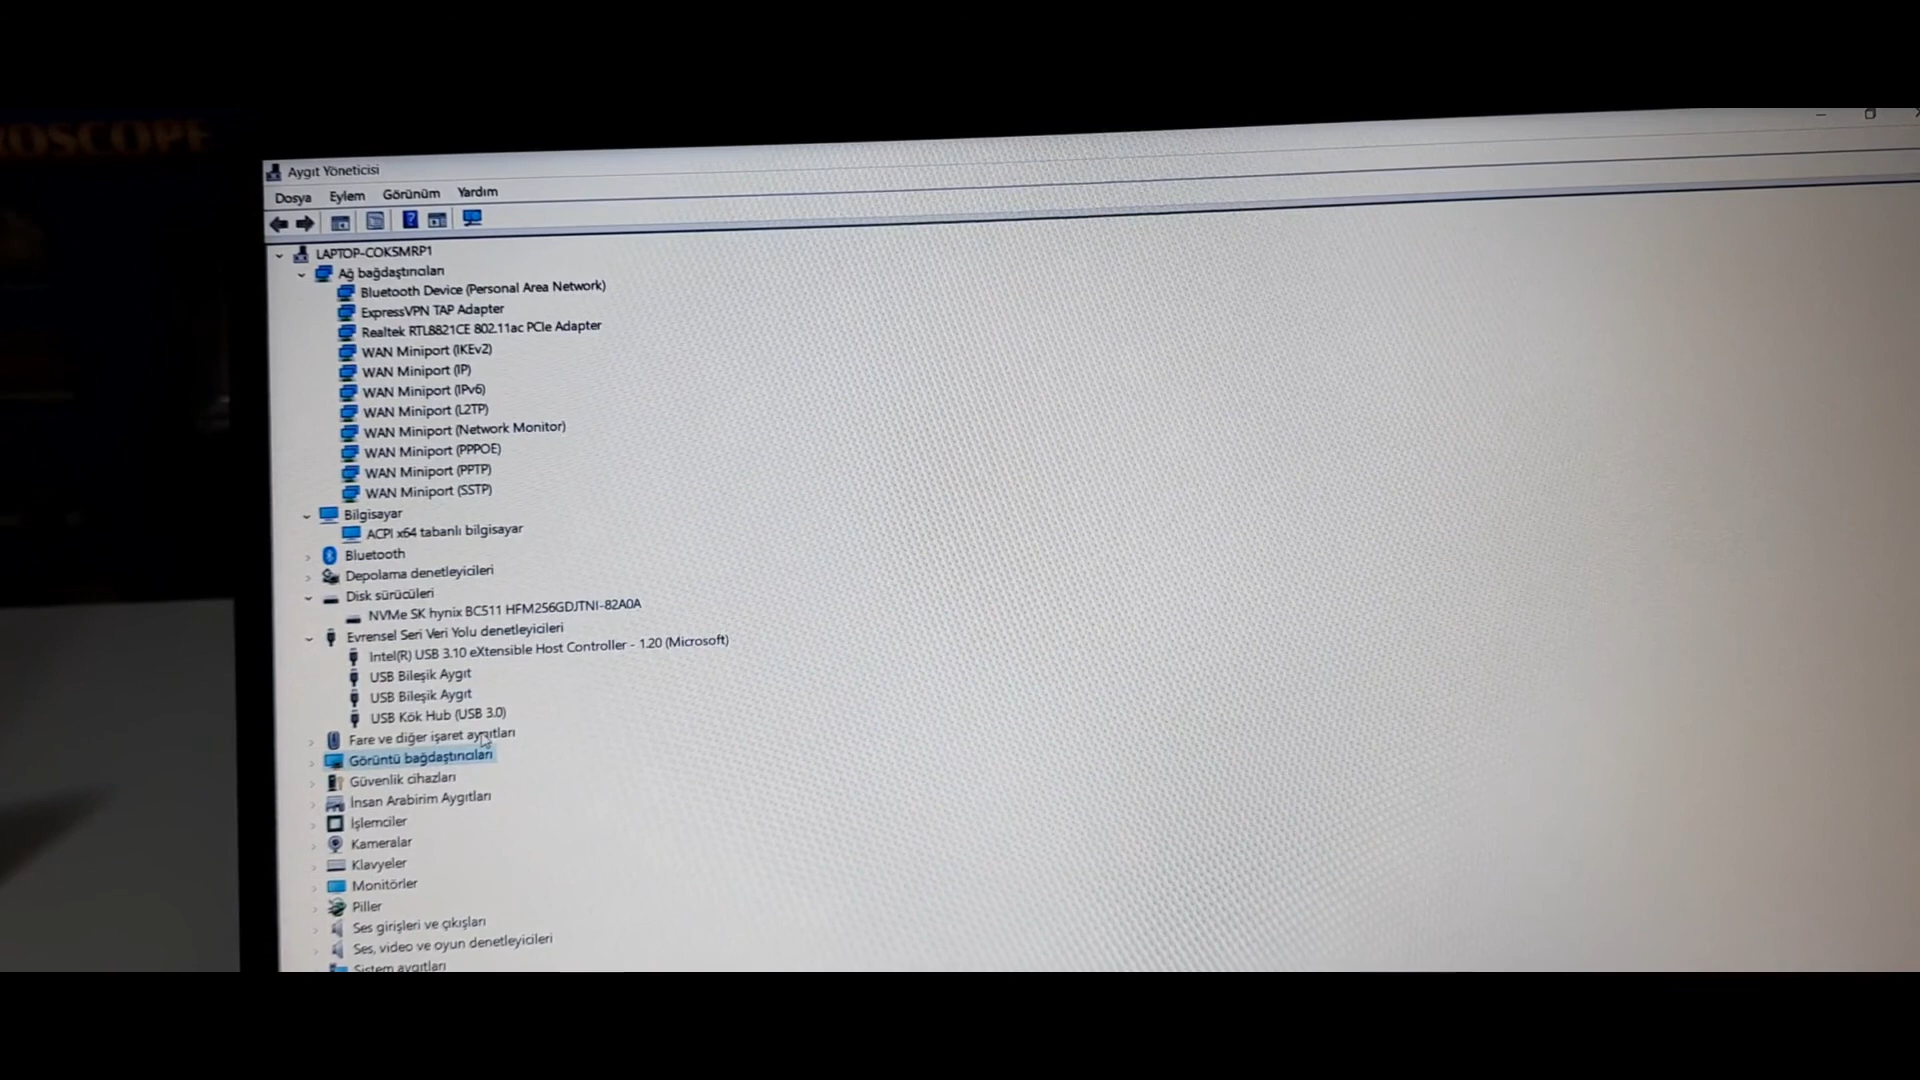 ROSCOPE
Aygıt Yöneticisi
Dosya Eylem Görünüm Yardım
LAPTOP-COK5MRP1
Ağ bağdaştırıcıları
Bluetooth Device (Personal Area Network)
ExpressVPN TAP Adapter
Realtek RTL8821CE 802.11ac PCIe Adapter
WAN Miniport (IKEv2)
WAN Miniport (IP)
WAN Miniport (IPv6)
WAN Miniport (L2TP)
WAN Miniport (Network Monitor)
WAN Miniport (PPPOE)
WAN Miniport (PPTP)
WAN Miniport (SSTP)
Bilgisayar
ACPI x64 tabanlı bilgisayar
Bluetooth
Depolama denetleyicileri
Disk sürücüleri
NVMe SK hynix BC511 HFM256GDJTNI-82A0A
Evrensel Seri Veri Yolu denetleyicileri
Intel(R) USB 3.10 eXtensible Host Controller - 1.20 (Microsoft)
USB Bileşik Aygıt
USB Bileşik Aygıt
USB Kök Hub (USB 3.0)
Fare ve diğer işaret aygıtları
Görüntü bağdaştırıcıları
Güvenlik cihazları
İnsan Arabirim Aygıtları
İşlemciler
Kameralar
Klavyeler
Monitörler
Piller
Ses girişleri ve çıkışları
Ses, video ve oyun denetleyicileri
Sistem aygıtları